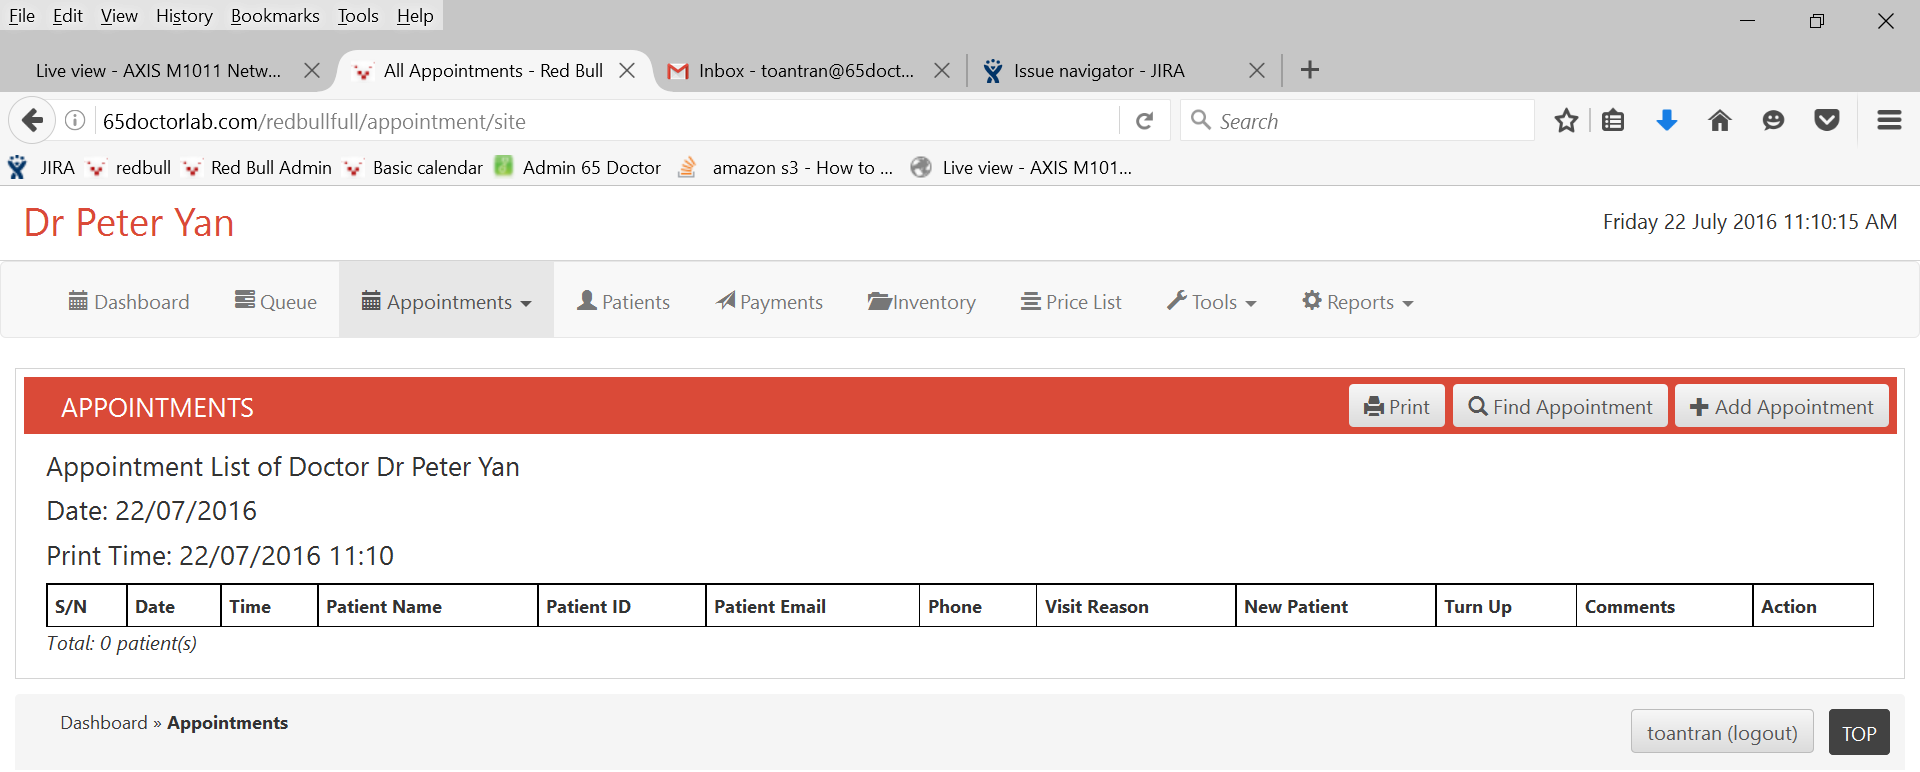 File Edit View History Bookmarks Tools Help
Live view - AXIS M1011 Netw... All Appointments - Red Bull Inbox - toantran@65doct... Issue navigator - JIRA
65doctorlab.com/redbullfull/appointment/site Search
JIRA redbull Red Bull Admin Basic calendar Admin 65 Doctor amazon s3 - How to ... Live view - AXIS M101...
Dr Peter Yan Friday 22 July 2016 11:10:15 AM
Dashboard Queue Appointments Patients Payments Inventory Price List Tools Reports
APPOINTMENTS Print Find Appointment Add Appointment
Appointment List of Doctor Dr Peter Yan
Date: 22/07/2016
Print Time: 22/07/2016 11:10
S/N Date Time Patient Name Patient ID Patient Email Phone Visit Reason New Patient Turn Up Comments Action
Total: 0 patient(s)
Dashboard » Appointments toantran (logout) TOP